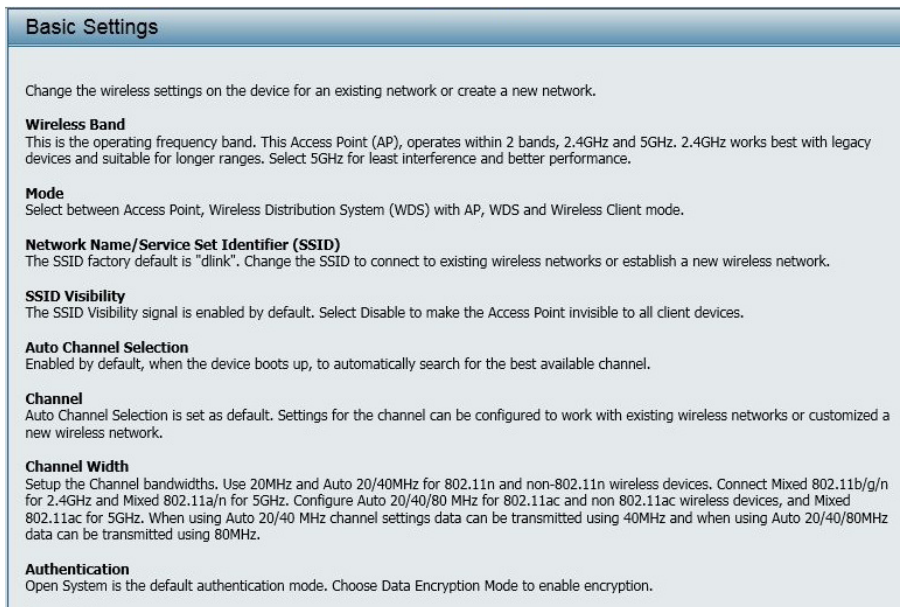 Basic Settings
Change the wireless settings on the device for an existing network or create a new network.
Wireless Band
This is the operating frequency band. This Access Point (AP), operates within 2 bands, 2.4GHz and 5GHz. 2.4GHz works best with legacy
devices and suitable for longer ranges. Select 5GHz for least interference and better performance.
Mode
Select between Access Point, Wireless Distribution System (WDS) with AP, WDS and Wireless Client mode.
Network Name/Service Set Identifier (SSID)
The SSID factory default is "dlink". Change the SSID to connect to existing wireless networks or establish a new wireless network.
SSID Visibility
The SSID Visibility signal is enabled by default. Select Disable to make the Access Point invisible to all client devices.
Auto Channel Selection
Enabled by default, when the device boots up, to automatically search for the best available channel.
Channel
Auto Channel Selection is set as default. Settings for the channel can be configured to work with existing wireless networks or customized a
new wireless network.
Channel Width
Setup the Channel bandwidths. Use 20MHz and Auto 20/40MHz for 802.11n and non-802.11n wireless devices. Connect Mixed 802.11b/g/n
for 2.4GHz and Mixed 802.11a/n for 5GHz. Configure Auto 20/40/80 MHz for 802.11ac and non 802.11ac wireless devices, and Mixed
802.11ac for 5GHz. When using Auto 20/40 MHz channel settings data can be transmitted using 40MHz and when using Auto 20/40/80MHz
data can be transmitted using 80MHz.
Authentication
Open System is the default authentication mode. Choose Data Encryption Mode to enable encryption.